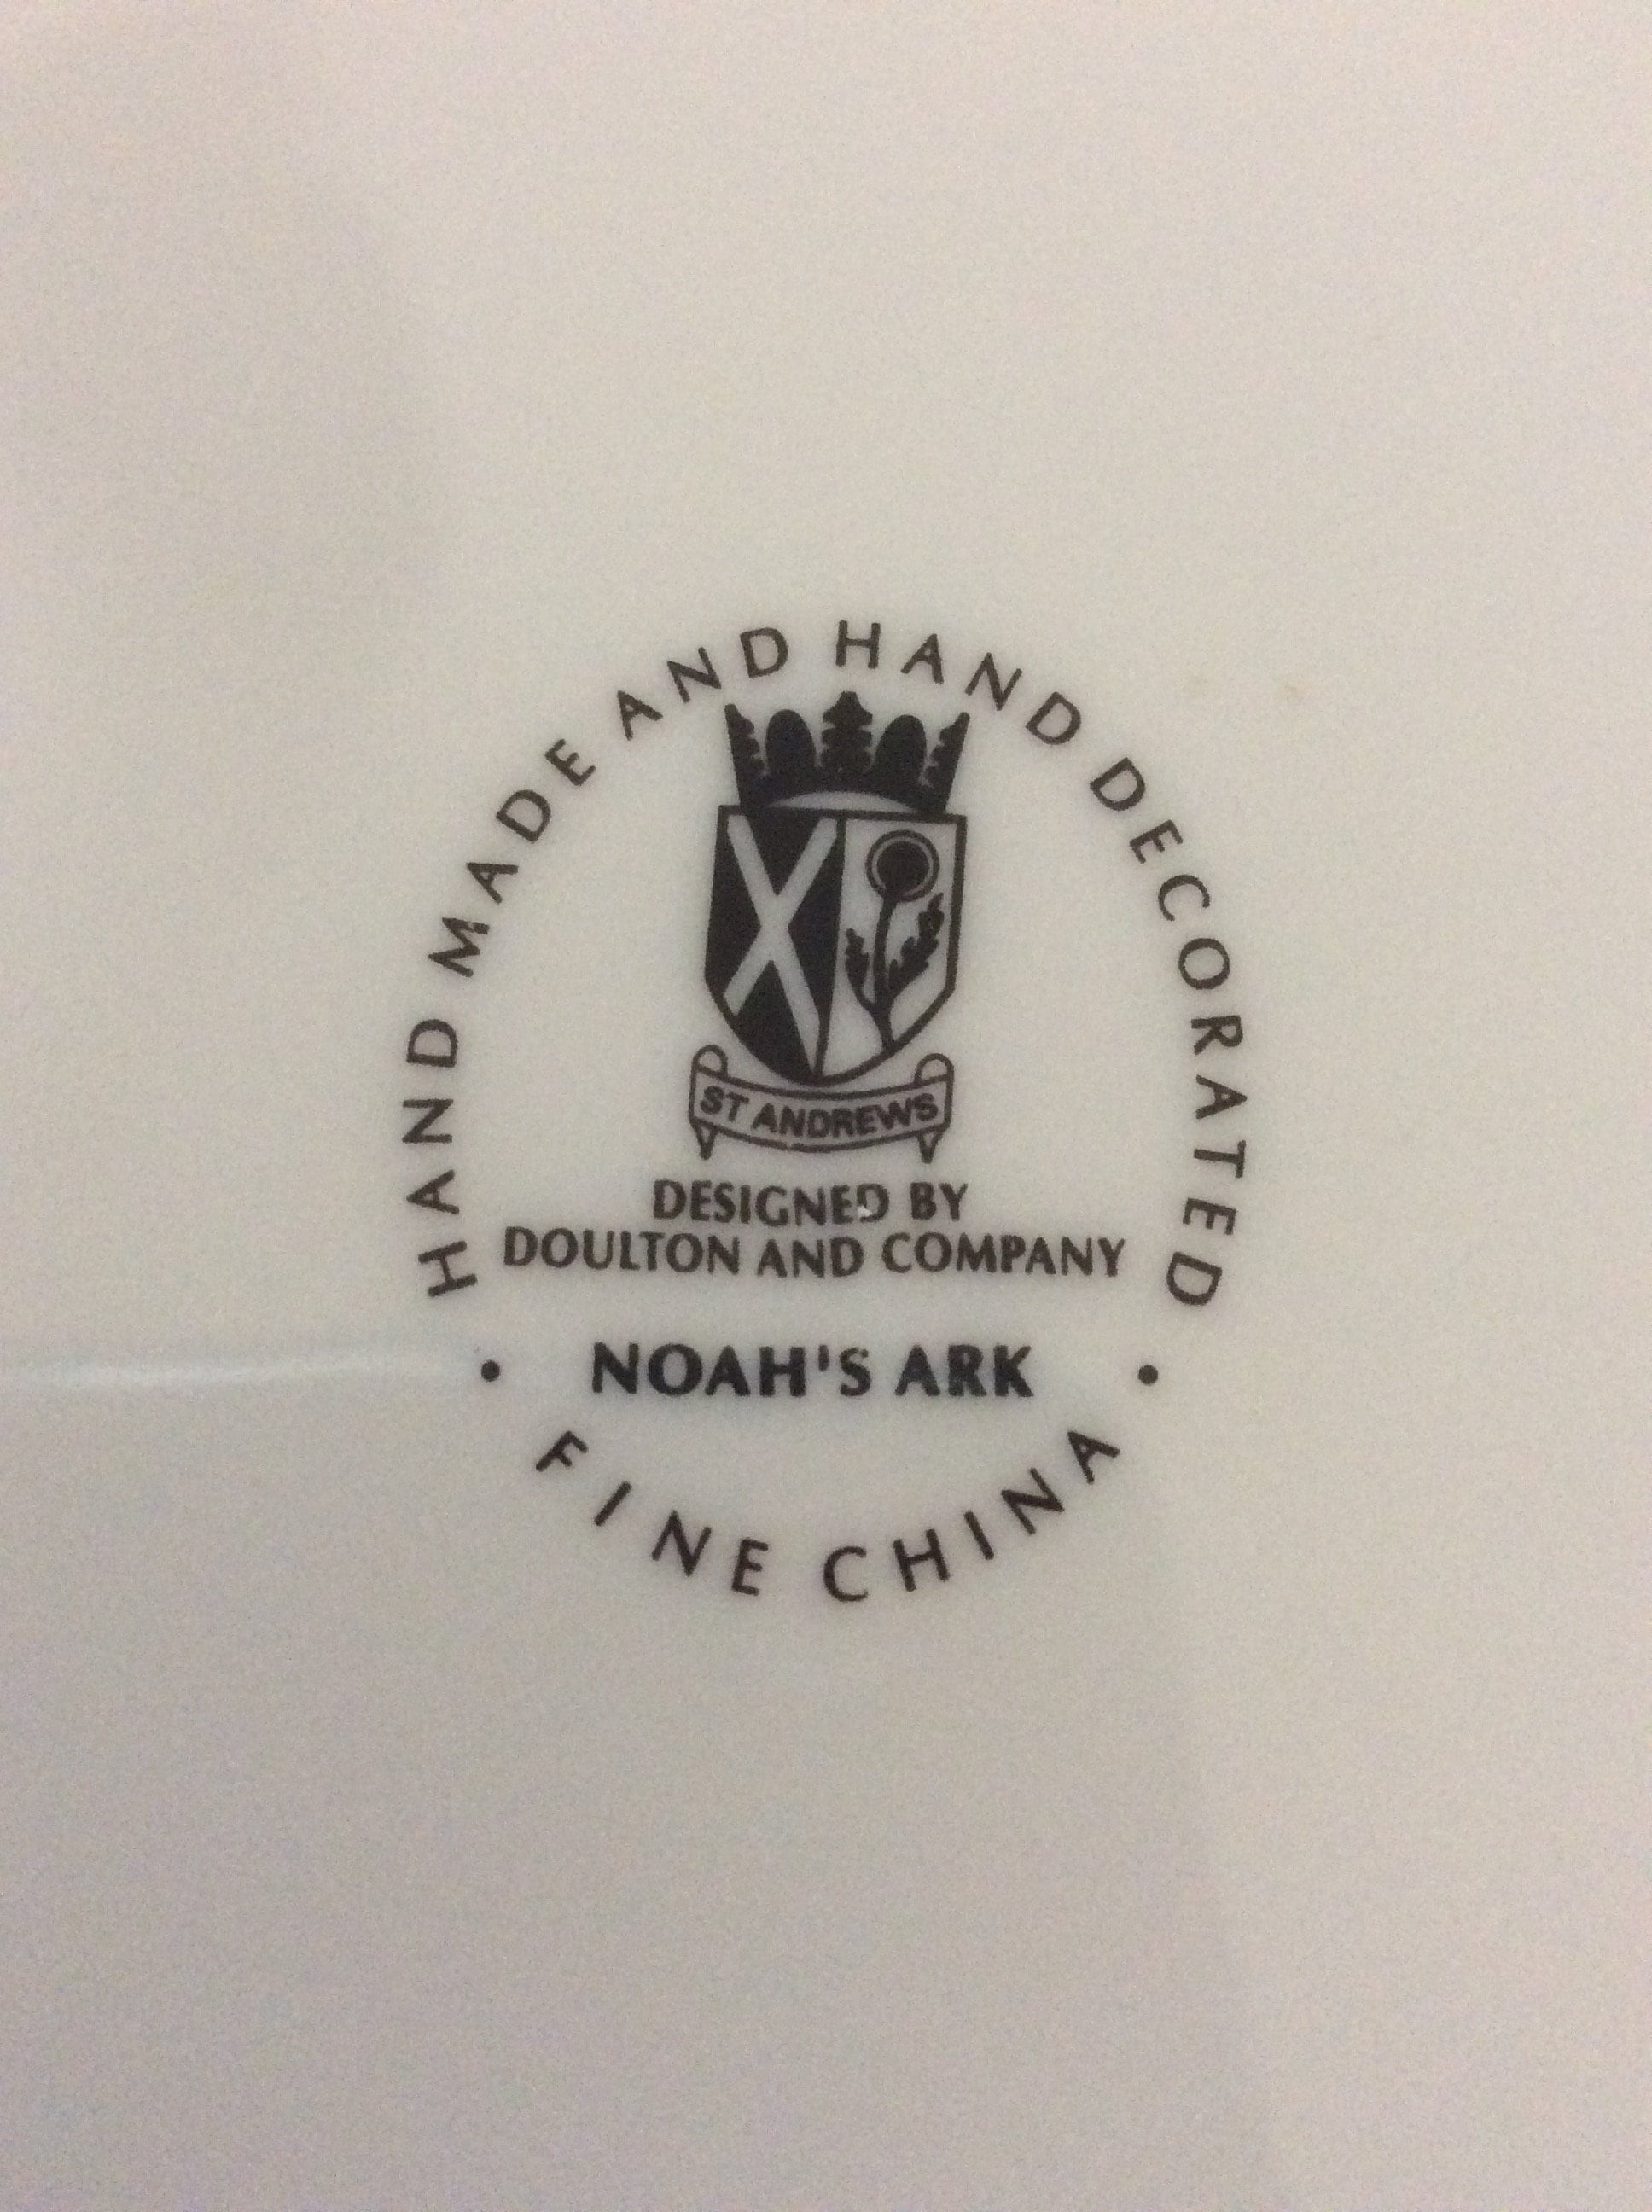 HAND MADE AND HAND DECORATED
ST ANDREWS
DESIGNED BY
DOULTON AND COMPANY
• NOAH'S ARK •
FINE CHINA